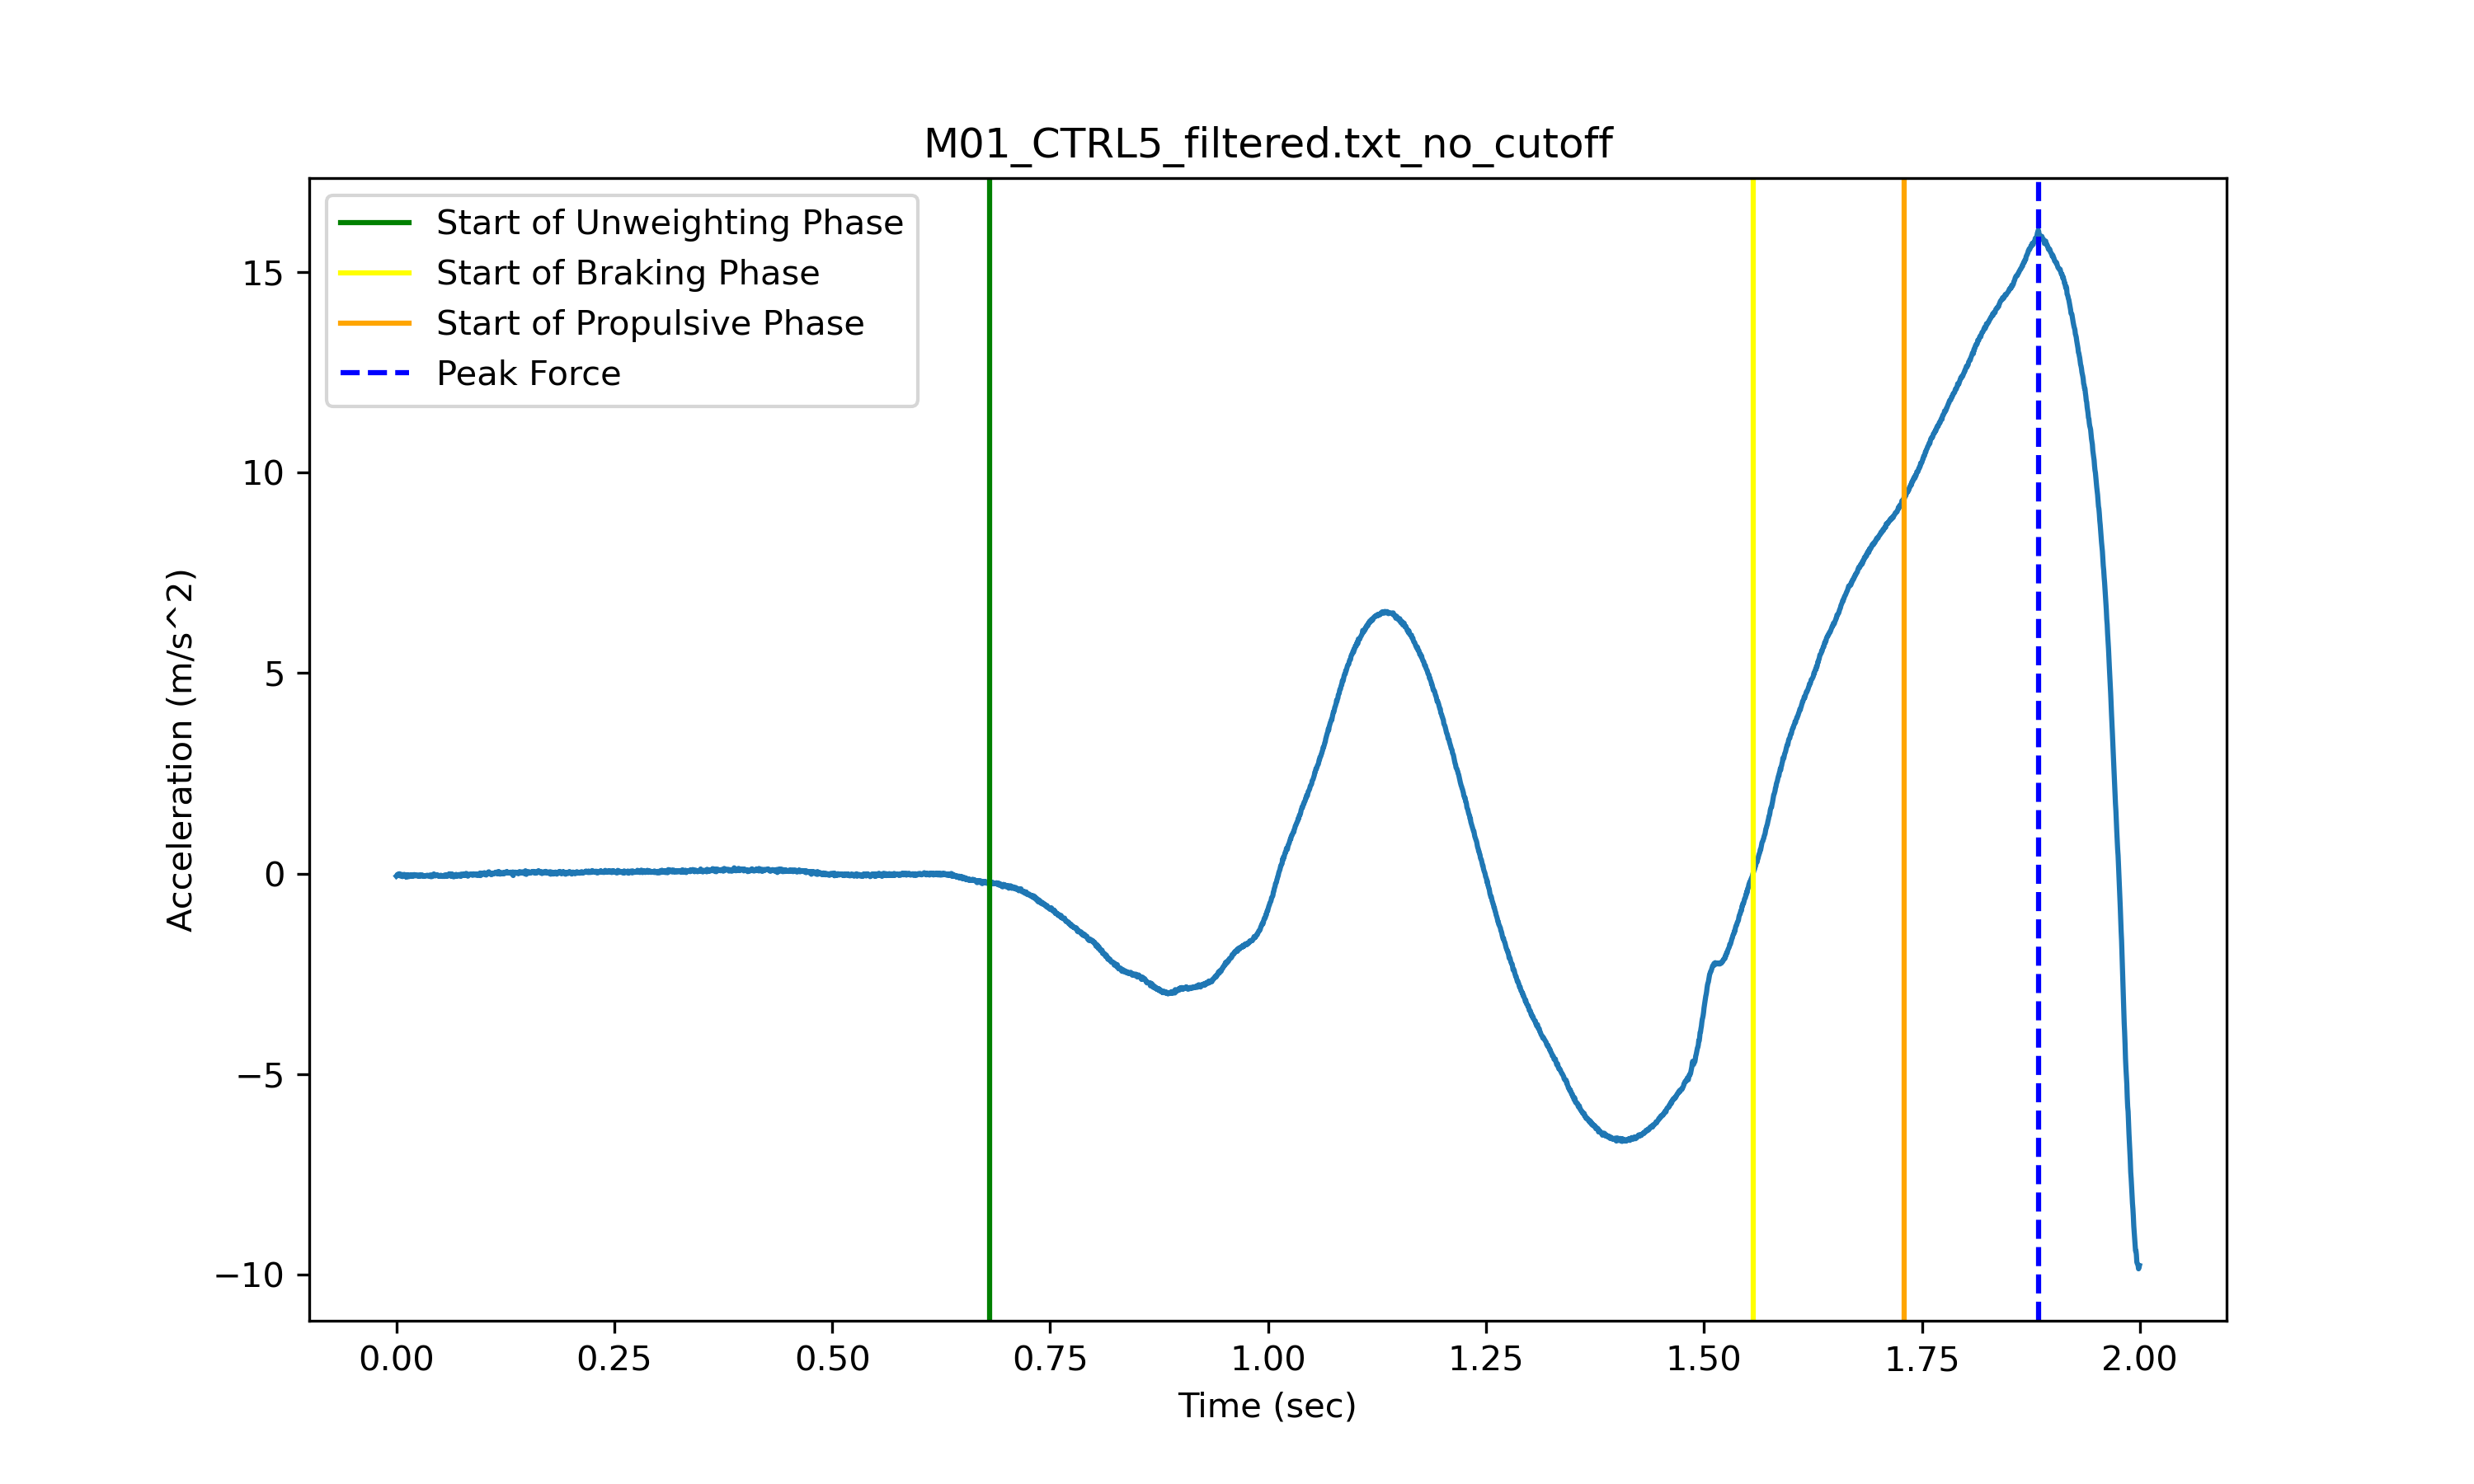 M01_CTRL5_filtered.txt_no_cutoff
Start of Unweighting Phase
Start of Braking Phase
Start of Propulsive Phase
Peak Force
15
10
5
0
−5
−10
Acceleration (m/s^2)
0.00 0.25 0.50 0.75 1.00 1.25 1.50 1.75 2.00
Time (sec)